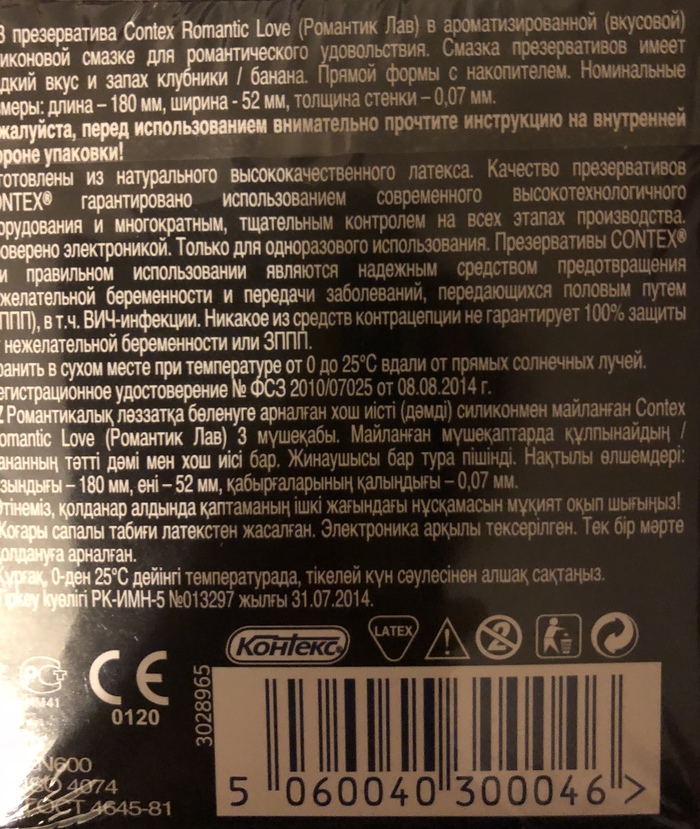 3 презерватива Contex Romantic Love (Романтик Лав) в ароматизированной (вкусовой)
иконовой смазке для романтического удовольствия. Смазка презервативов имеет
дкий вкус и запах клубники / банана. Прямой формы с накопителем. Номинальные
меры: длина – 180 мм, ширина - 52 мм, толщина стенки – 0,07 мм.
жалуйста, перед использованием внимательно прочтите инструкцию на внутренней
ороне упаковки!
готовлены из натурального высококачественного латекса. Качество презервативов
ONTEX® гарантировано использованием современного высокотехнологичного
орудования и многократным, тщательным контролем на всех этапах производства.
оверено электроникой. Только для одноразового использования. Презервативы CONTEX®
и правильном использовании являются надежным средством предотвращения
желательной беременности и передачи заболеваний, передающихся половым путем
ППП), в т.ч. ВИЧ-инфекции. Никакое из средств контрацепции не гарантирует 100% защиты
нежелательной беременности или ЗППП.
ранить в сухом месте при температуре от 0 до 25°C вдали от прямых солнечных лучей.
егистрационное удостоверение № ФСЗ 2010/07025 от 08.08.2014 г.
Z Романтикалық ләззатқа бөленуге арналған хош иісті (дәмді) силиконмен майланған Contex
omantic Love (Романтик Лав) 3 мүшеқабы. Майланған мүшеқаптарда құлпынайдың /
ананның тәтті дәмі мен хош иісі бар. Жинаушысы бар тура пішінді. Нақтылы өлшемдері:
зындығы – 180 мм, ені – 52 мм, қабырғаларының қалыңдығы – 0,07 мм.
Өтінеміз, қолданар алдында қаптаманың ішкі жағындағы нұсқамасын мұқият оқып шығыңыз!
Жоғары сапалы табиғи латекстен жасалған. Электроника арқылы тексерілген. Тек бір мәрте
олдануға арналған.
Құрғақ, 0-ден 25°C дейінгі температурада, тікелей күн сәулесінен алшақ сақтаңыз.
Тіркеу куәлігі РК-ИМН-5 №013297 жылғы 31.07.2014.
Контекс® LATEX 2
РСТ CE
ИМ41 0120 3028965
EN600
ISO 4074
ГОСТ 4645-81
5 060040 300046 >